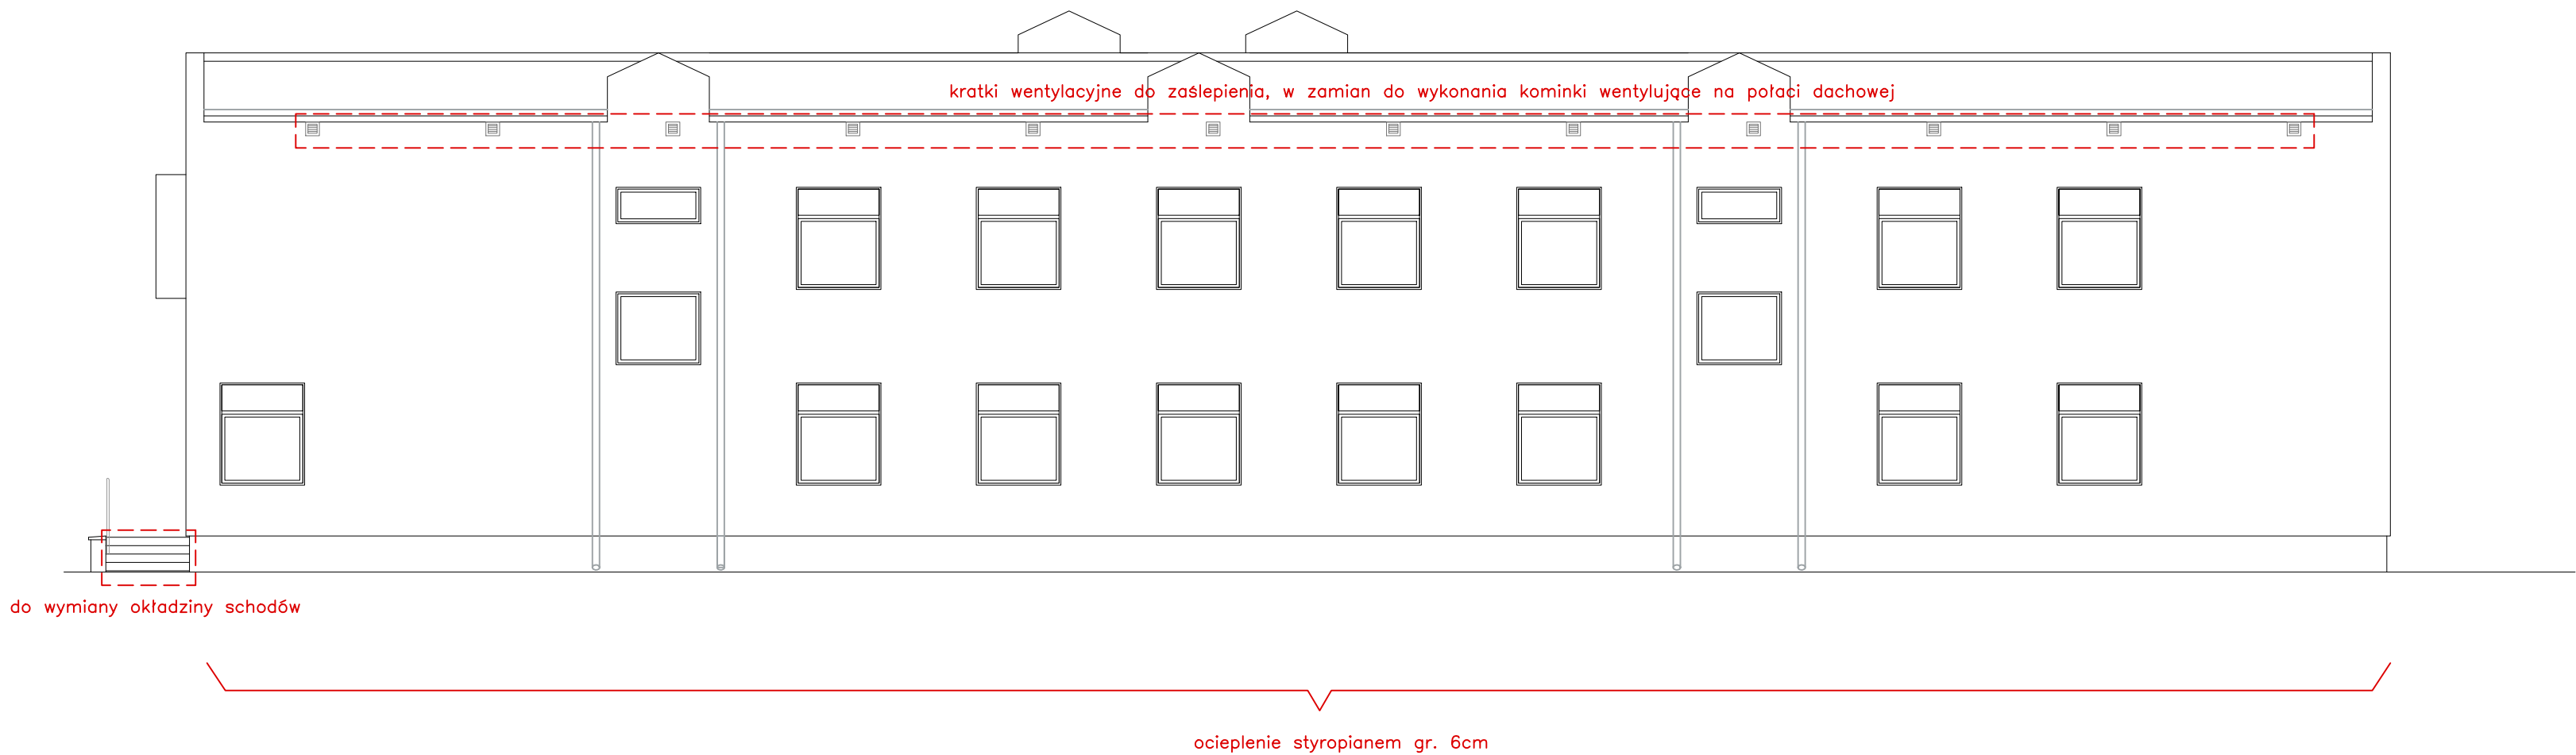 kratki wentylacyjne do zaślepienia, w zamian do wykonania kominki wentylujące na połaci dachowej
do wymiany okładziny schodów
ocieplenie styropianem gr. 6cm